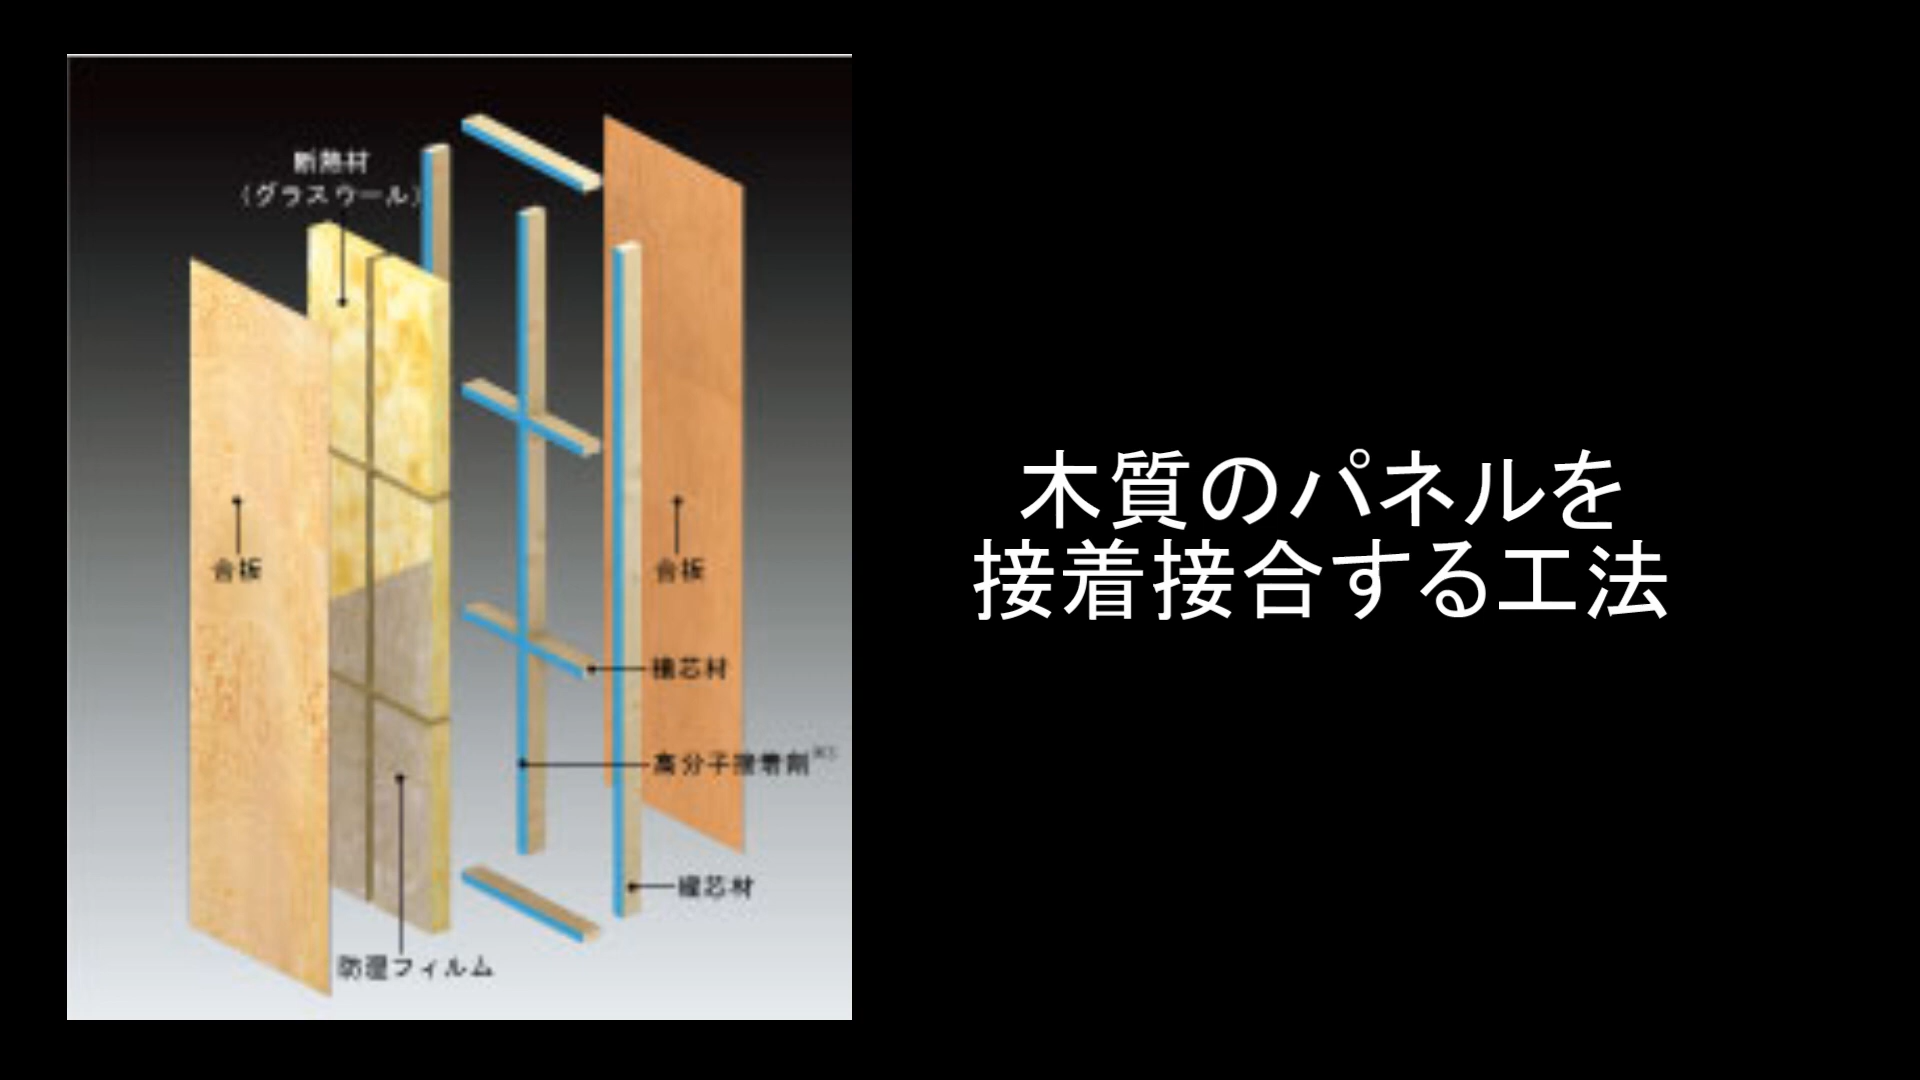 断熱材
(グラスウール)
合板
合板
横芯材
高分子接着剤
縦芯材
防湿フィルム
木質のパネルを
接着接合する工法